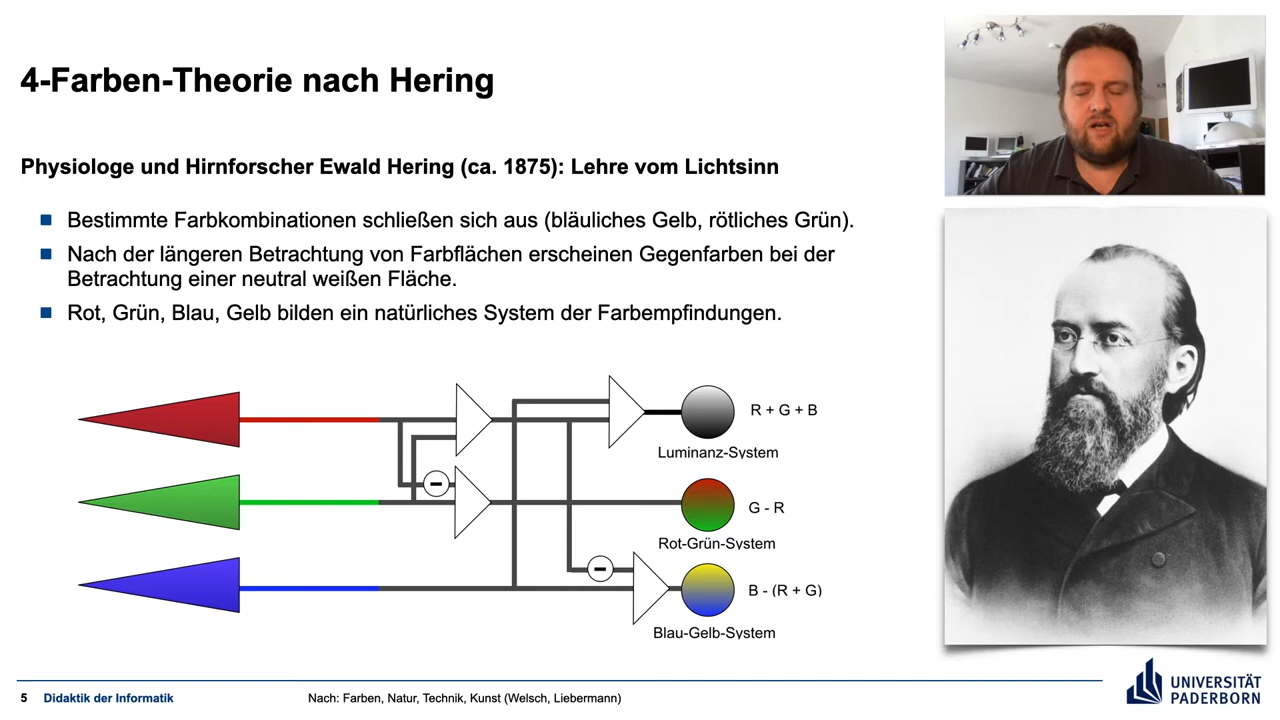 4-Farben-Theorie nach Hering
Physiologe und Hirnforscher Ewald Hering (ca. 1875): Lehre vom Lichtsinn
Bestimmte Farbkombinationen schließen sich aus (bläuliches Gelb, rötliches Grün).
Nach der längeren Betrachtung von Farbflächen erscheinen Gegenfarben bei der
Betrachtung einer neutral weißen Fläche.
Rot, Grün, Blau, Gelb bilden ein natürliches System der Farbempfindungen.
R + G + B
Luminanz-System
G - R
Rot-Grün-System
B - (R + G)
Blau-Gelb-System
5 Didaktik der Informatik
Nach: Farben, Natur, Technik, Kunst (Welsch, Liebermann)
UNIVERSITÄT
PADERBORN